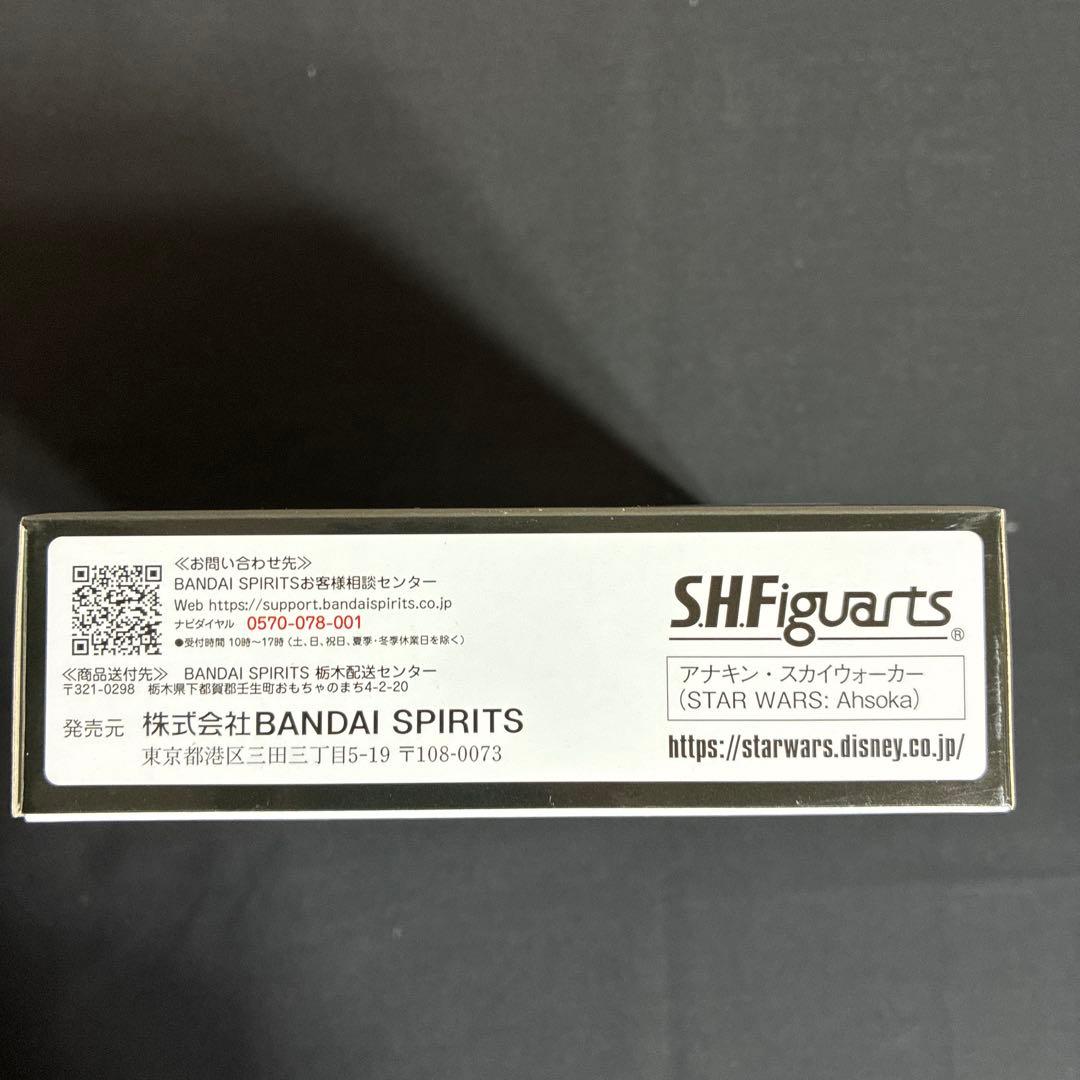 ≪お問い合わせ先≫
BANDAI SPIRITSお客様相談センター
Web https://support.bandaispirits.co.jp
ナビダイヤル 0570-078-001
●受付時間 10時〜17時(土、日、祝日、夏季・冬季休業日を除く)
≪商品送付先≫ BANDAI SPIRITS 栃木配送センター
〒321-0298 栃木県下都賀郡壬生町おもちゃのまち4-2-20
発売元 株式会社BANDAI SPIRITS
東京都港区三田三丁目5-19 〒108-0073
S.H.Figuarts®
アナキン・スカイウォーカー
(STAR WARS: Ahsoka)
https://starwars.disney.co.jp/